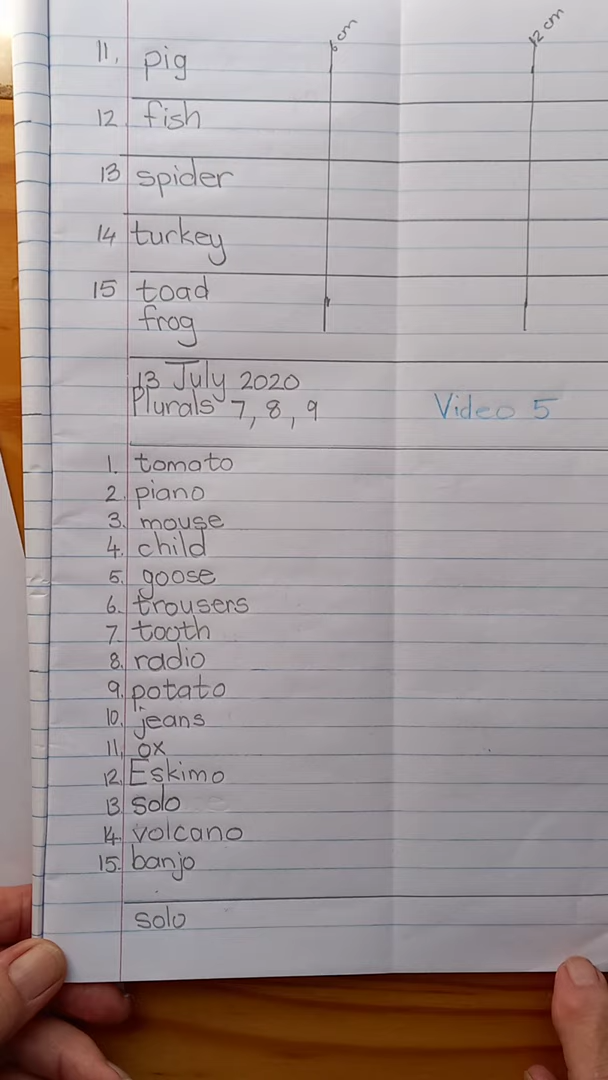 6 cm
12 cm
11. pig
12. fish
13 spider
14 turkey
15 toad
frog
13 July 2020
Plurals 7, 8, 9 Video 5
1. tomato
2. piano
3. mouse
4. child
5. goose
6. trousers
7. tooth
8. radio
9. potato
10. jeans
11. ox
12. Eskimo
13. solo
14. volcano
15. banjo
solo